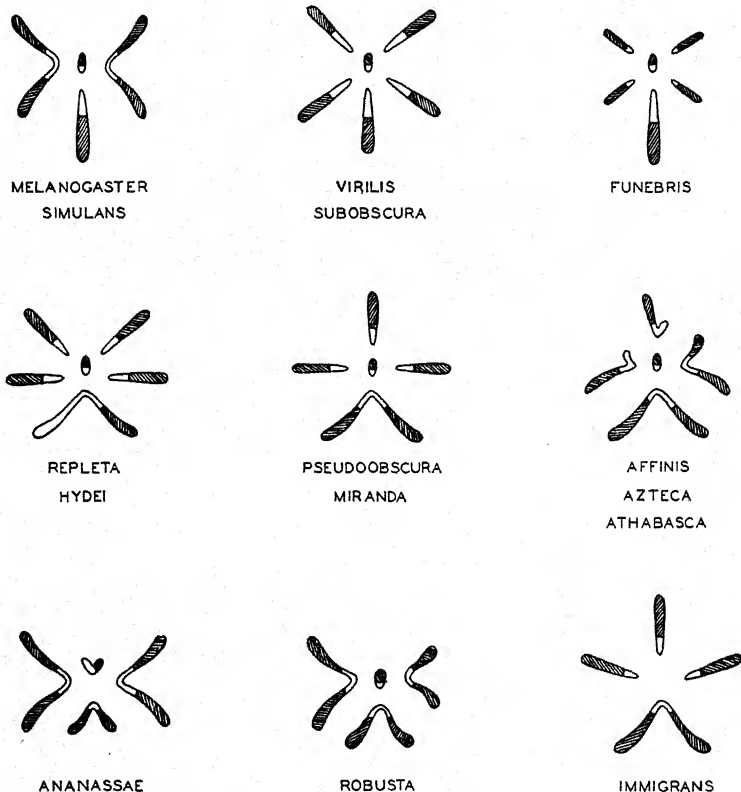 MELANOGASTER
SIMULANS
VIRILIS
SUBOBSCURA
FUNEBRIS
REPLETA
HYDEI
PSEUDOOBSCURA
MIRANDA
AFFINIS
AZTECA
ATHABASCA
ANANASSAE
ROBUSTA
IMMIGRANS